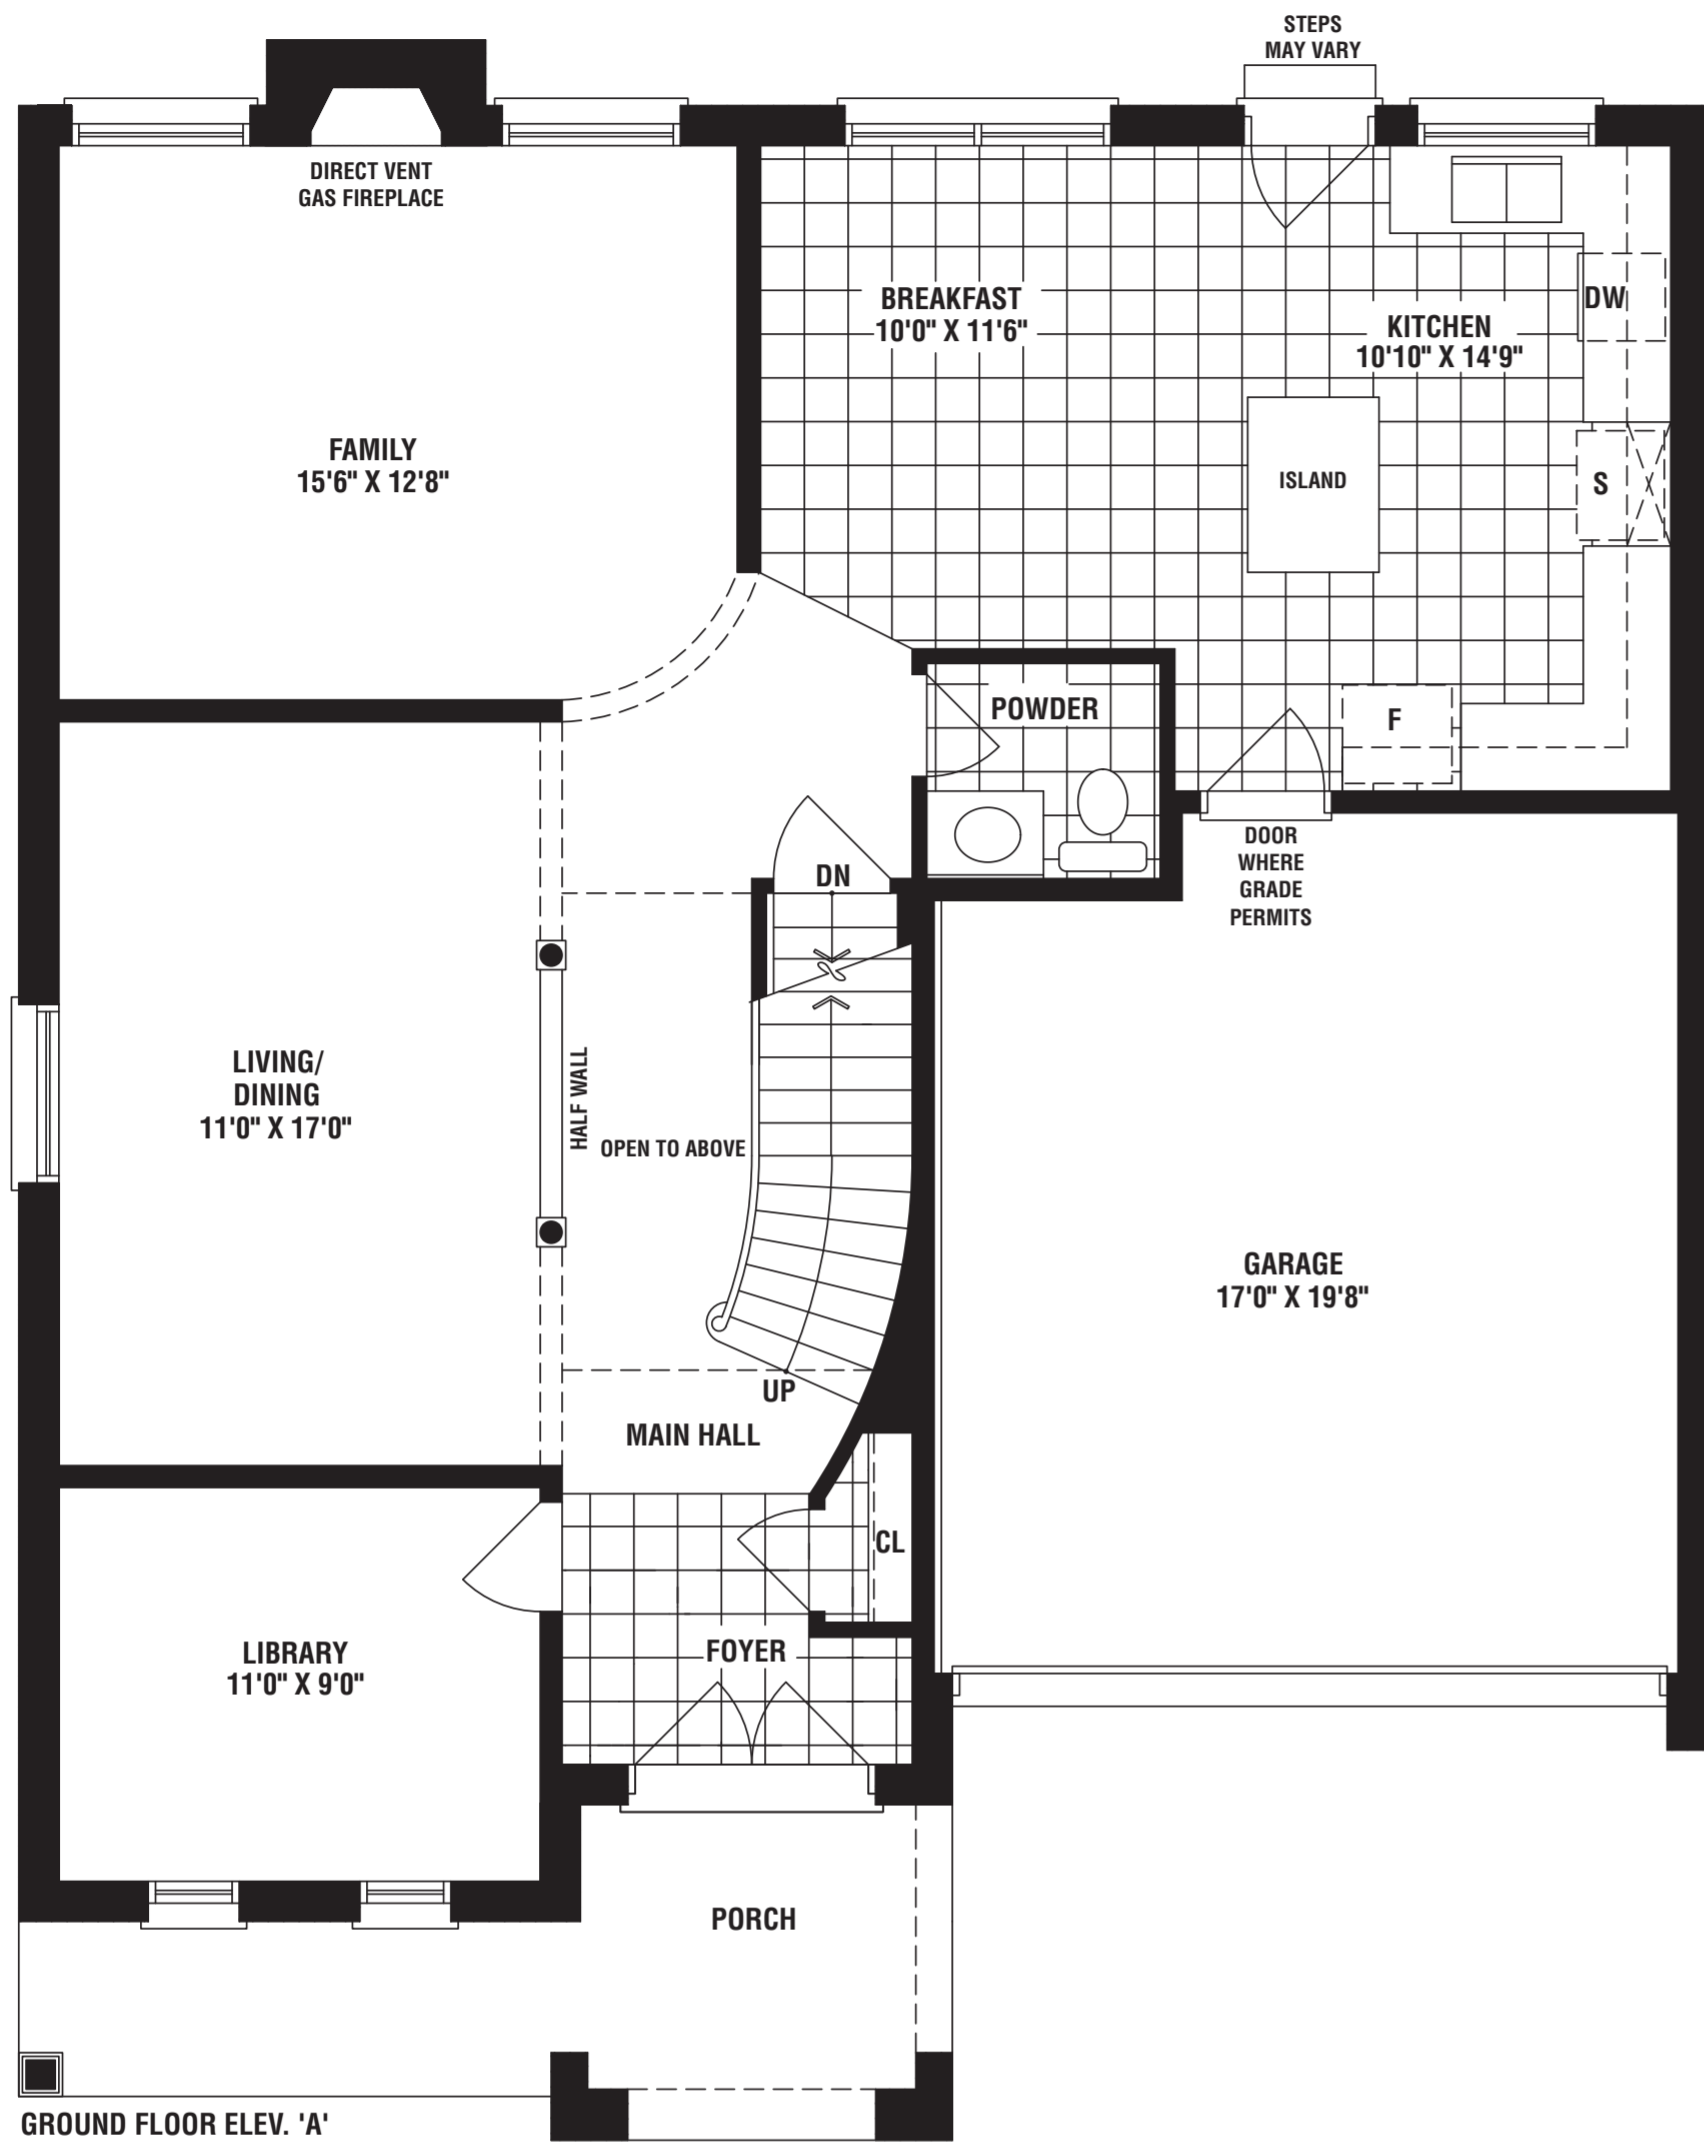 STEPS
MAY VARY
DIRECT VENT
GAS FIREPLACE
BREAKFAST
10'0" X 11'6"
KITCHEN
10'10" X 14'9"
DW
FAMILY
15'6" X 12'8"
ISLAND
S
POWDER
F
DOOR
WHERE
GRADE
PERMITS
DN
LIVING/
DINING
11'0" X 17'0"
HALF WALL
OPEN TO ABOVE
GARAGE
17'0" X 19'8"
UP
MAIN HALL
CL
LIBRARY
11'0" X 9'0"
FOYER
PORCH
GROUND FLOOR ELEV. 'A'